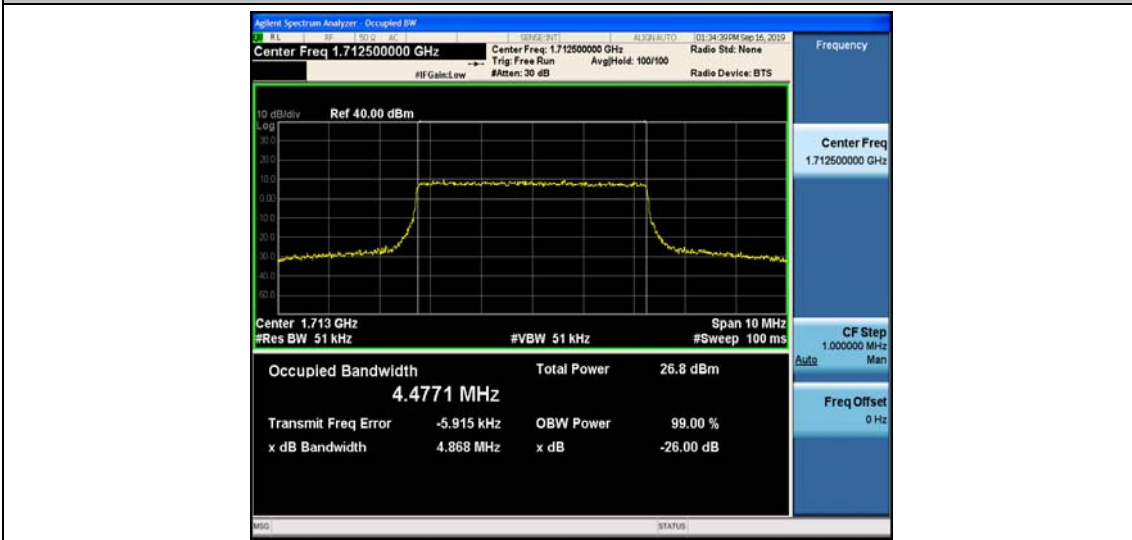 Agilent Spectrum Analyzer - Occupied BW
RL RF 50 Ω AC SENSE:INT ALIGNAUTO 01:34:39PM Sep 16, 2019
Center Freq 1.712500000 GHz
Center Freq: 1.712500000 GHz
Radio Std: None
Trig: Free Run
Avg|Hold: 100/100
#IFGain:Low
#Atten: 30 dB
Radio Device: BTS
Frequency
10 dB/div Ref 40.00 dBm
Log
30.0
20.0
10.0
0.00
-10.0
-20.0
-30.0
-40.0
-50.0
Center 1.713 GHz
Span 10 MHz
#Res BW 51 kHz
#VBW 51 kHz
#Sweep 100 ms
Center Freq
1.712500000 GHz
CF Step
1.000000 MHz
Auto Man
Freq Offset
0 Hz
Occupied Bandwidth
4.4771 MHz
Total Power 26.8 dBm
Transmit Freq Error -5.915 kHz OBW Power 99.00 %
x dB Bandwidth 4.868 MHz x dB -26.00 dB
MSG STATUS